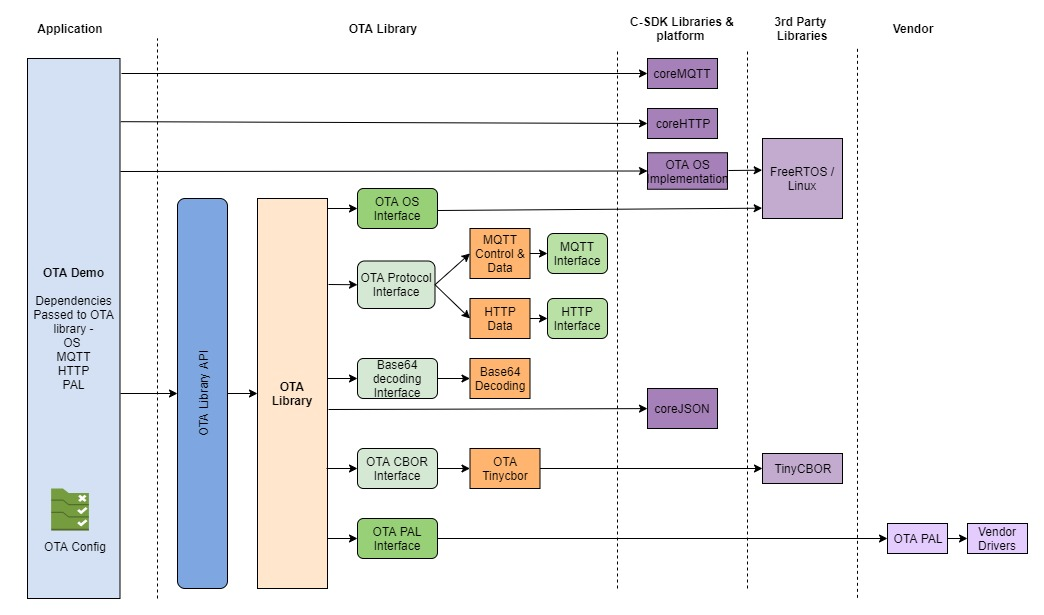 Application
OTA Library
C-SDK Libraries &
platform
3rd Party
Libraries
Vendor
coreMQTT
coreHTTP
OTA OS
Implementation
FreeRTOS /
Linux
OTA Demo
Dependencies
Passed to OTA
library -
OS
MQTT
HTTP
PAL
OTA Config
OTA Library API
OTA
Library
OTA OS
Interface
OTA Protocol
Interface
MQTT
Control &
Data
MQTT
Interface
HTTP
Data
HTTP
Interface
Base64
decoding
Interface
Base64
Decoding
coreJSON
OTA CBOR
Interface
OTA
Tinycbor
TinyCBOR
OTA PAL
Interface
OTA PAL
Vendor
Drivers